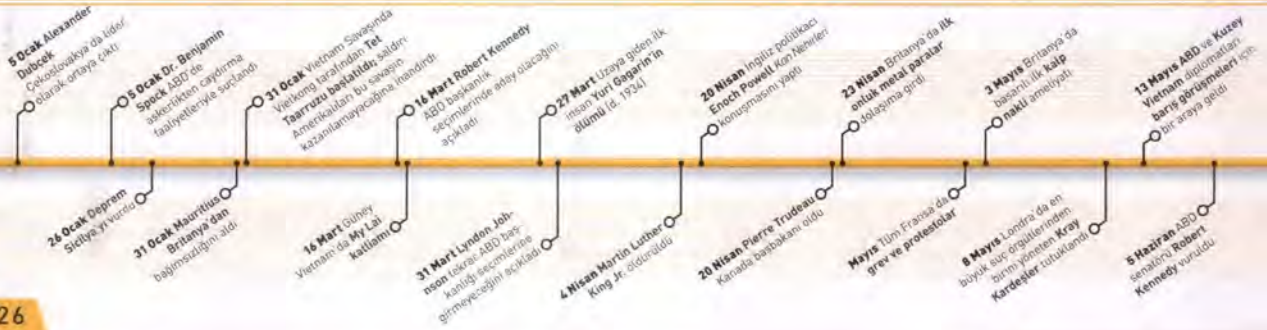 5 Ocak Alexander
Dubçek
Çekoslovakya'da lider
olarak ortaya çıktı
5 Ocak Dr. Benjamin
Spock ABD'de
askerlikten caydırma
faaliyetleriyle suçlandı
31 Ocak Vietnam Savaşında
Vietkong tarafından Tet
Taarruzu başlatıldı; saldırı
Amerikalıları bu savaşın
kazanılamayacağına inandırdı.
16 Mart Robert Kennedy
ABD başkanlık
seçimlerinde aday olacağını
açıkladı
27 Mart Uzaya giden ilk
insan Yuri Gagarin'in
ölümü (d. 1934)
20 Nisan İngiliz politikacı
Enoch Powell Kan Nehirleri
konuşmasını yaptı
23 Nisan Britanya'da ilk
onluk metal paralar
dolaşıma girdi
3 Mayıs Britanya'da
başarılı ilk kalp
nakli ameliyatı
13 Mayıs ABD ve Kuzey
Vietnam diplomatları
barış görüşmeleri için
bir araya geldi
26 Ocak Deprem
Sicilya'yı vurdu
31 Ocak Mauritius
Britanya'dan
bağımsızlığını aldı
16 Mart Güney
Vietnam'da My Lai
katliamı
31 Mart Lyndon Joh-
nson tekrar ABD baş-
kanlığı seçimlerine
girmeyeceğini açıkladı
4 Nisan Martin Luther
King Jr. öldürüldü
20 Nisan Pierre Trudeau
Kanada başbakanı oldu
Mayıs Tüm Fransa'da
grev ve protestolar
8 Mayıs Londra'da en
büyük suç örgütlerinden
birini yöneten Kray
Kardeşler tutuklandı
5 Haziran ABD
senatörü Robert
Kennedy vuruldu
26